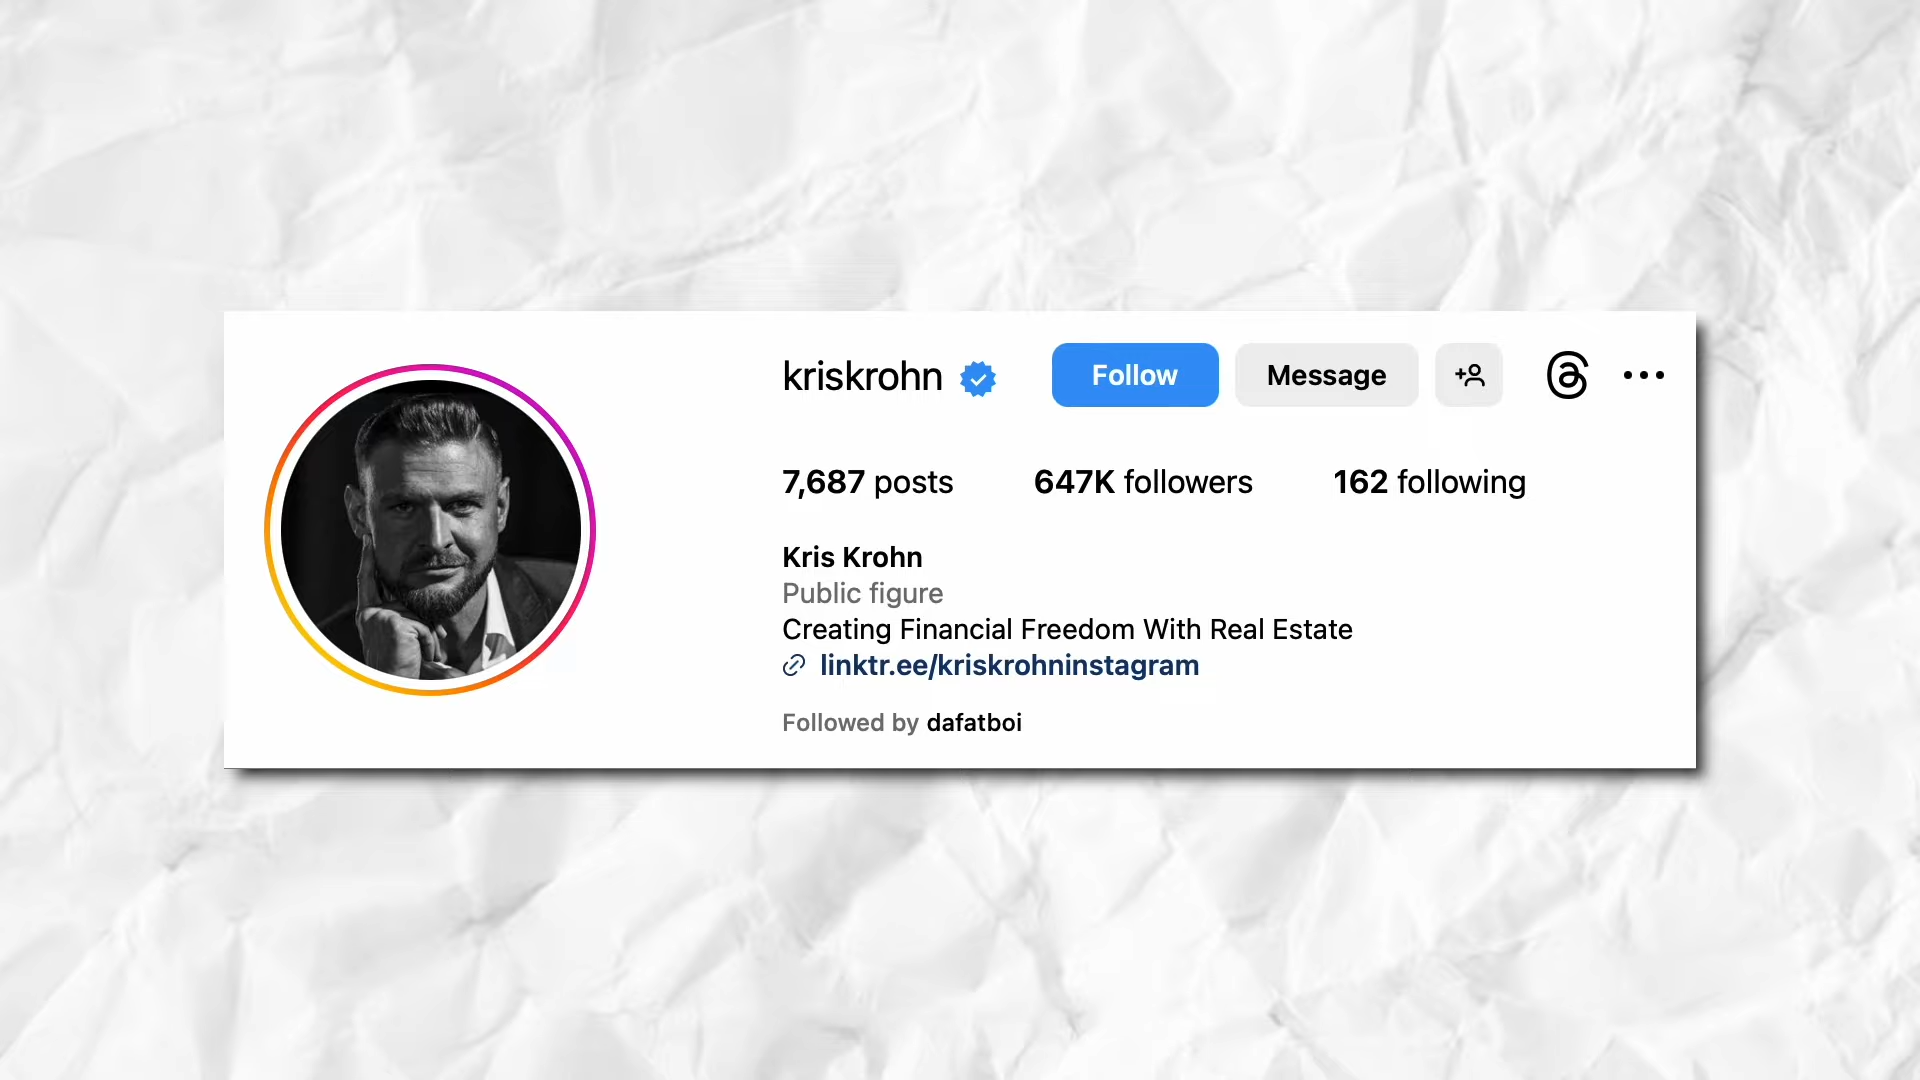 kriskrohn
Follow
Message
7,687 posts
647K followers
162 following
Kris Krohn
Public figure
Creating Financial Freedom With Real Estate
linktr.ee/kriskrohninstagram
Followed by dafatboi